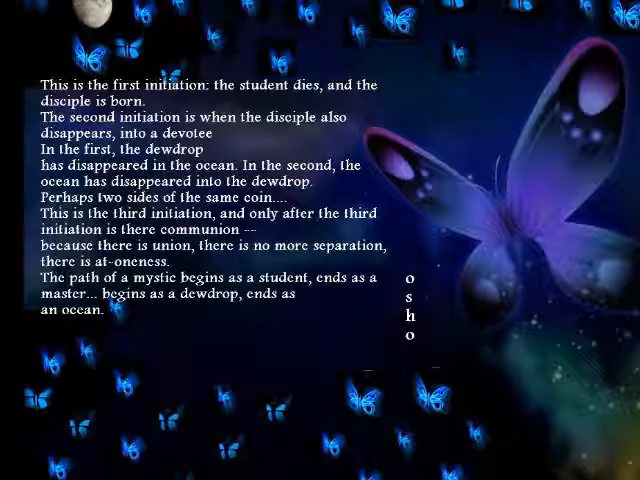 This is the first initiation: the student dies, and the
disciple is born.
The second initiation is when the disciple also
disappears, into a devotee
In the first, the dewdrop
has disappeared in the ocean. In the second, the
ocean has disappeared into the dewdrop.
Perhaps two sides of the same coin....
This is the third initiation, and only after the third
initiation is there communion --
because there is union, there is no more separation,
there is at-oneness.
The path of a mystic begins as a student, ends as a
master... begins as a dewdrop, ends as
an ocean.
o
s
h
o